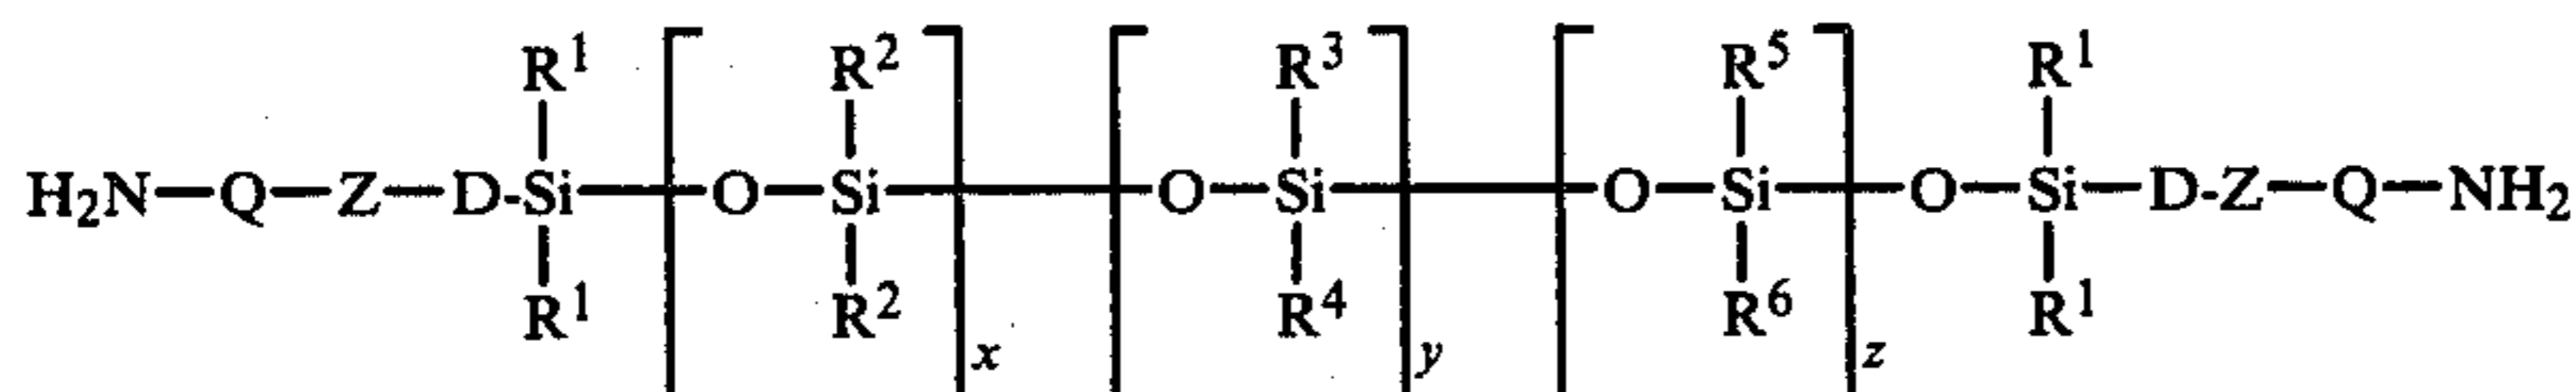 R¹ R² R³ R⁵ R¹
H₂N—Q—Z—D-Si—[O—Si—]x—[O—Si—]y—[O—Si—]z—O—Si—D-Z—Q—NH₂
R¹ R² R⁴ R⁶ R¹